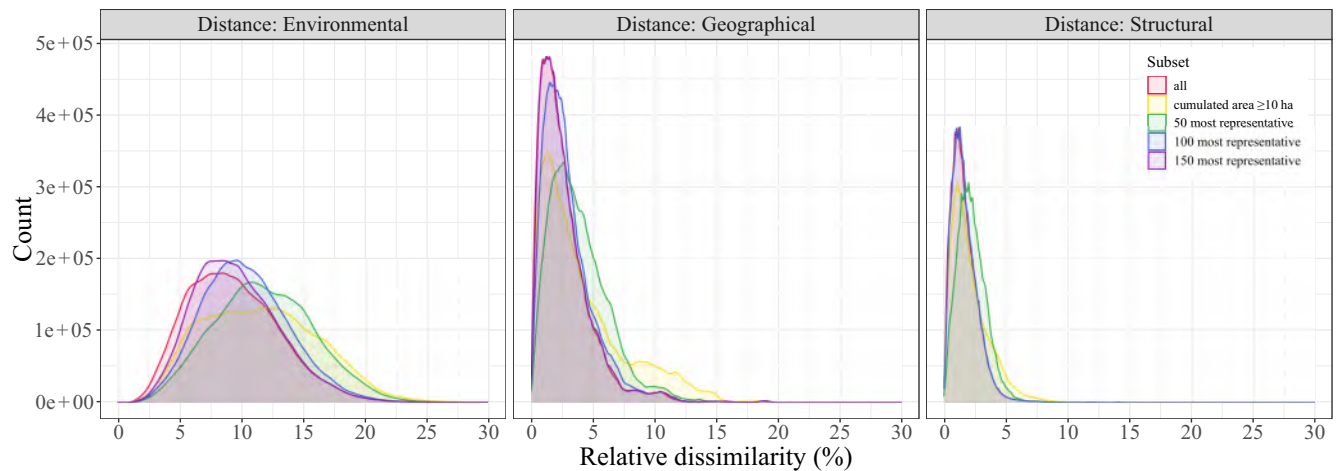 Distance: Environmental
Distance: Geographical
Distance: Structural
5e+05
4e+05
3e+05
2e+05
1e+05
0e+00
Count
Subset
all
cumulated area ≥10 ha
50 most representative
100 most representative
150 most representative
0 5 10 15 20 25 30
0 5 10 15 20 25 30
0 5 10 15 20 25 30
Relative dissimilarity (%)